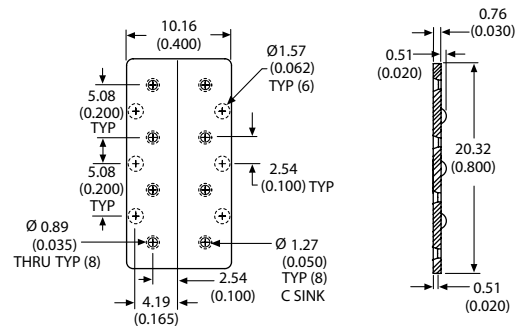 10.16
(0.400)
Ø1.57
(0.062)
TYP (6)
5.08
(0.200)
TYP
5.08
(0.200)
TYP
2.54
(0.100) TYP
Ø 0.89
(0.035)
THRU TYP (8)
Ø 1.27
(0.050)
TYP (8)
C SINK
2.54
(0.100)
4.19
(0.165)
0.76
(0.030)
0.51
(0.020)
20.32
(0.800)
0.51
(0.020)